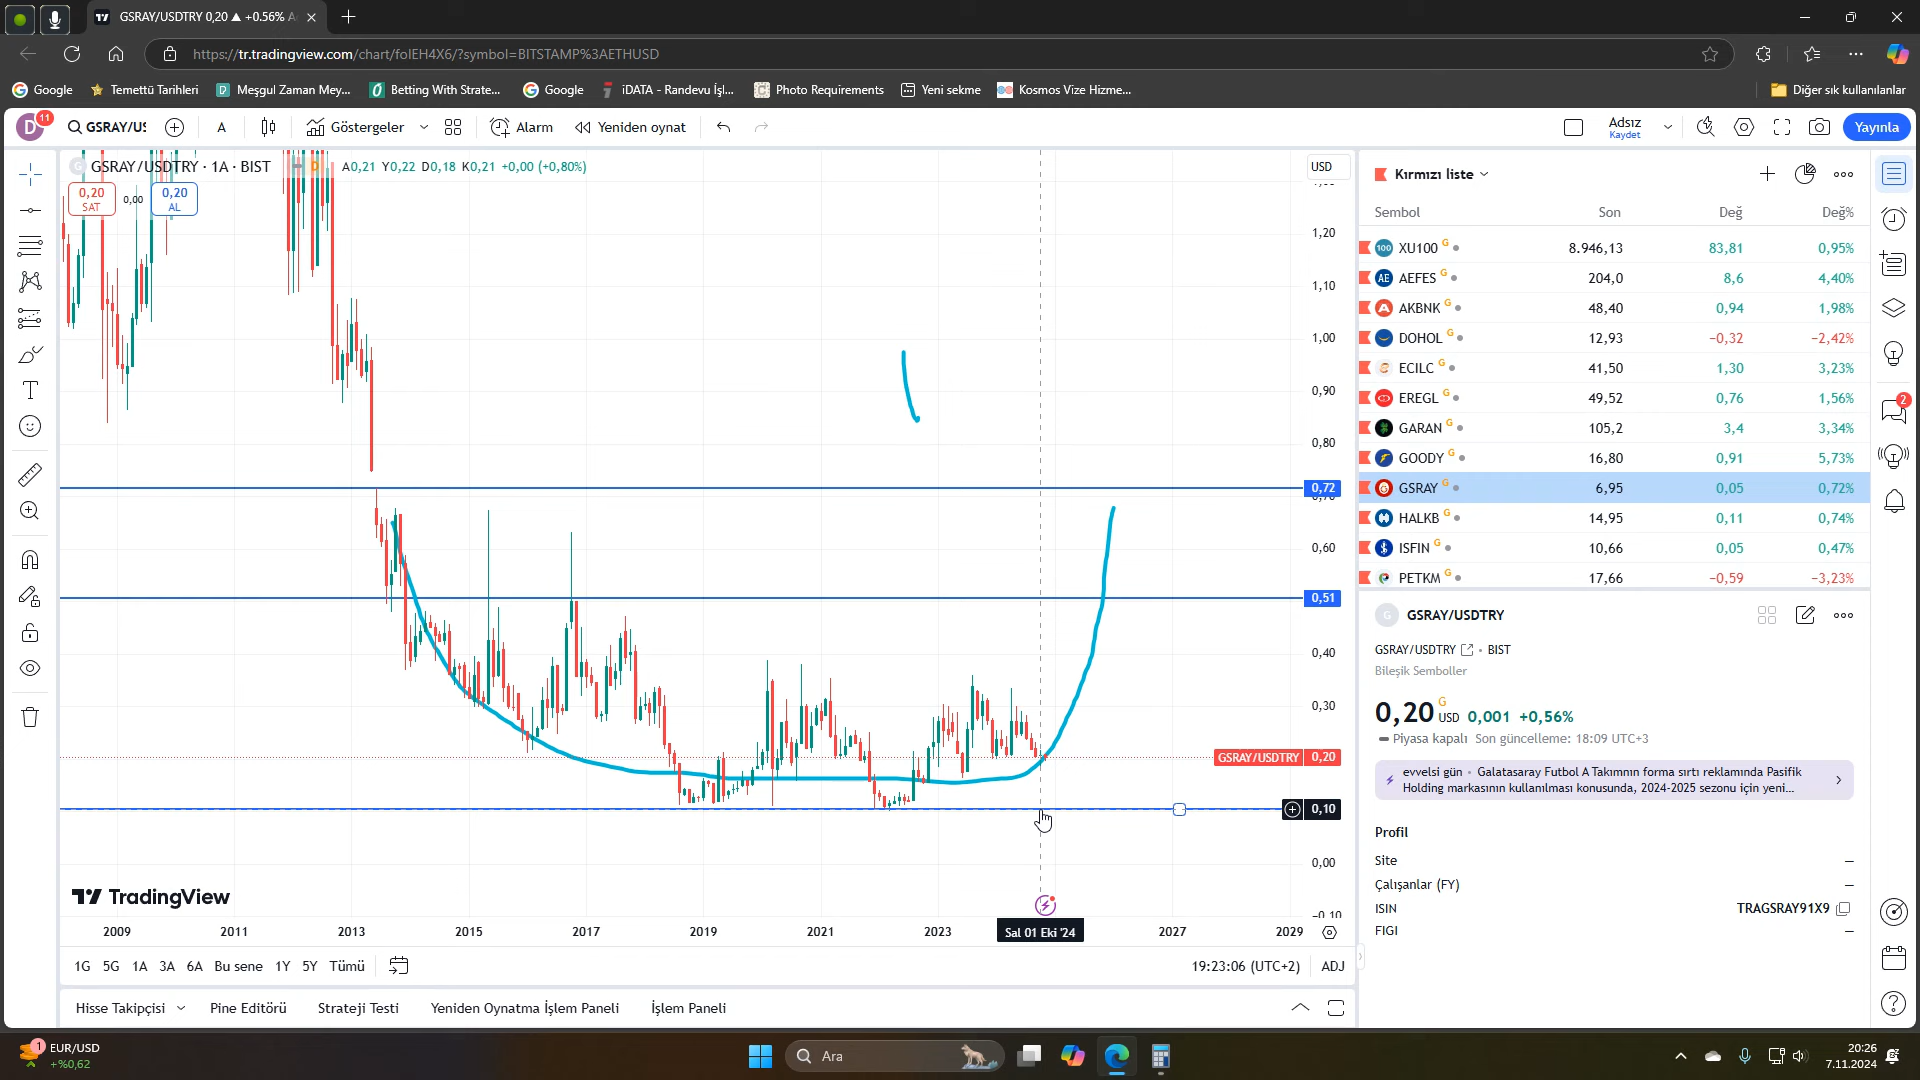 GSRAY/USDTRY 0,20 ▲ +0.56% A
https://tr.tradingview.com/chart/folEH4X6/?symbol=BITSTAMP%3AETHUSD
Google
Temettü Tarihleri
Meşgul Zaman Mey...
Betting With Strate...
Google
iDATA - Randevu İşl...
Photo Requirements
Yeni sekme
Kosmos Vize Hizme...
Diğer sık kullanılanlar
D
11
GSRAY/US
A
Göstergeler
Alarm
Yeniden oynat
Adsız
Kaydet
Yayınla
GSRAY/USDTRY · 1A · BIST
D
A0,21 Y0,22 D0,18 K0,21 +0,00 (+0,80%)
0,20
SAT
0,00
0,20
AL
USD
1,20
1,10
1,00
0,90
0,80
0,72
0,60
0,51
0,40
0,30
GSRAY/USDTRY 0,20
0,10
0,00
-0,10
TradingView
2009
2011
2013
2015
2017
2019
2021
2023
Sal 01 Eki '24
2027
2029
1G
5G
1A
3A
6A
Bu sene
1Y
5Y
Tümü
19:23:06 (UTC+2)
ADJ
Hisse Takipçisi
Pine Editörü
Strateji Testi
Yeniden Oynatma İşlem Paneli
İşlem Paneli
Kırmızı liste
Sembol Son Değ Değ%
100 XU100 G 8.946,13 83,81 0,95%
AE AEFES G 204,0 8,6 4,40%
AKBNK G 48,40 0,94 1,98%
DOHOL G 12,93 −0,32 −2,42%
ECILC G 41,50 1,30 3,23%
EREGL G 49,52 0,76 1,56%
GARAN G 105,2 3,4 3,34%
GOODY G 16,80 0,91 5,73%
GSRAY G 6,95 0,05 0,72%
HALKB G 14,95 0,11 0,74%
ISFIN G 10,66 0,05 0,47%
PETKM G 17,66 −0,59 −3,23%
G GSRAY/USDTRY
GSRAY/USDTRY • BIST
Bileşik Semboller
0,20 G USD 0,001 +0,56%
Piyasa kapalı Son güncelleme: 18:09 UTC+3
evvelsi gün • Galatasaray Futbol A Takımının forma sırtı reklamında Pasifik
Holding markasının kullanılması konusunda, 2024-2025 sezonu için yeni...
Profil
Site –
Çalışanlar (FY) –
ISIN TRAGSRAY91X9
FIGI –
2
1
EUR/USD
+%0,62
Ara
20:26
7.11.2024